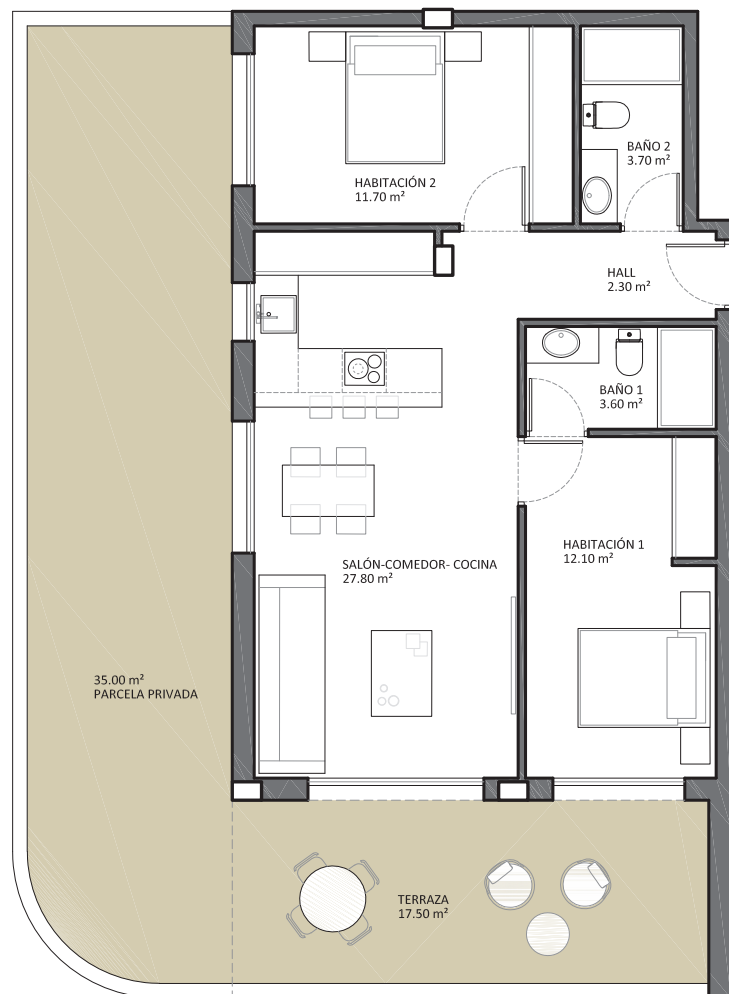 BAÑO 2
3.70 m²
HABITACIÓN 2
11.70 m²
HALL
2.30 m²
BAÑO 1
3.60 m²
HABITACIÓN 1
12.10 m²
SALÓN-COMEDOR- COCINA
27.80 m²
35.00 m²
PARCELA PRIVADA
TERRAZA
17.50 m²